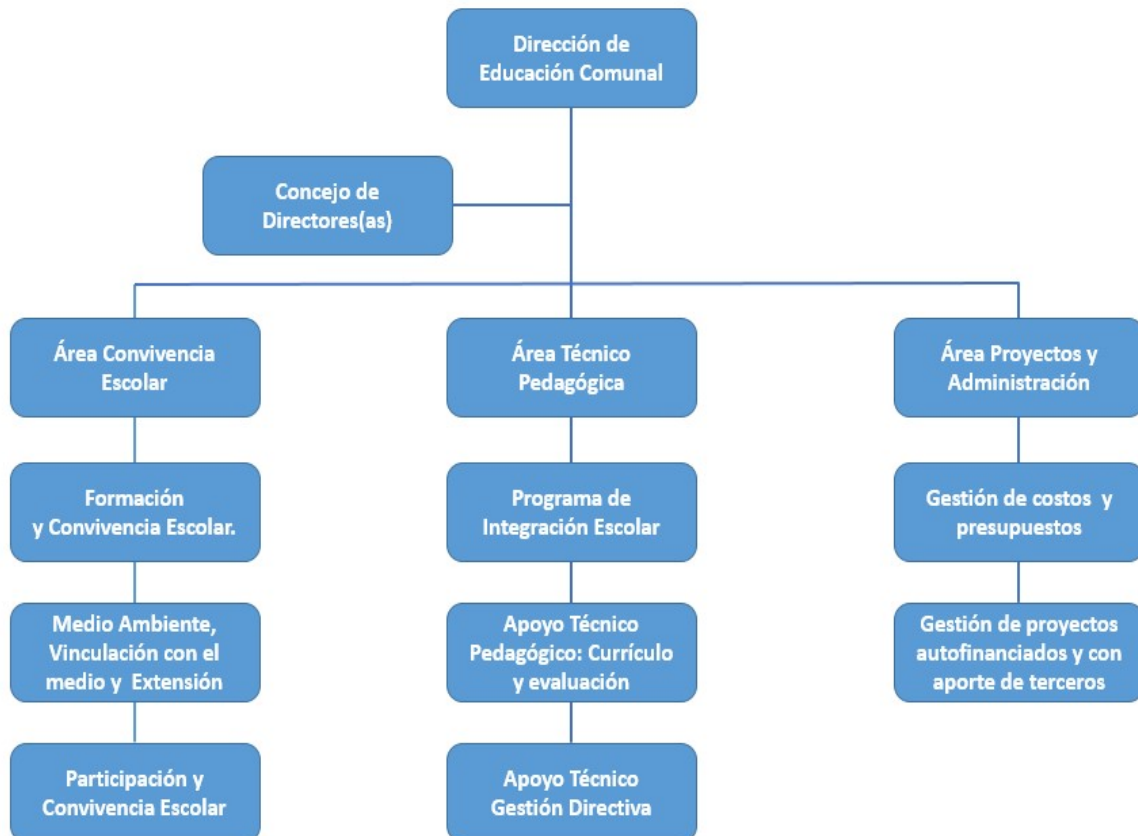 Dirección de
Educación Comunal
Concejo de
Directores(as)
Área Convivencia
Escolar
Área Técnico
Pedagógica
Área Proyectos y
Administración
Formación
y Convivencia Escolar.
Programa de
Integración Escolar
Gestión de costos y
presupuestos
Medio Ambiente,
Vinculación con el
medio y Extensión
Apoyo Técnico
Pedagógico: Currículo
y evaluación
Gestión de proyectos
autofinanciados y con
aporte de terceros
Participación y
Convivencia Escolar
Apoyo Técnico
Gestión Directiva